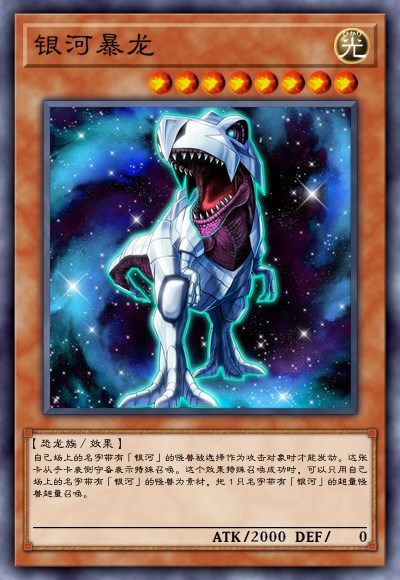 银河暴龙
ひかり
光
【恐龙族／效果】
自己场上的名字带有「银河」的怪兽被选择作为攻击对象时才能发动。这张
卡从手卡表侧守备表示特殊召唤。这个效果特殊召唤成功时，可以只用自己
场上的名字带有「银河」的怪兽为素材，把１只名字带有「银河」的超量怪
兽超量召唤。
ATK/2000 DEF/ 0